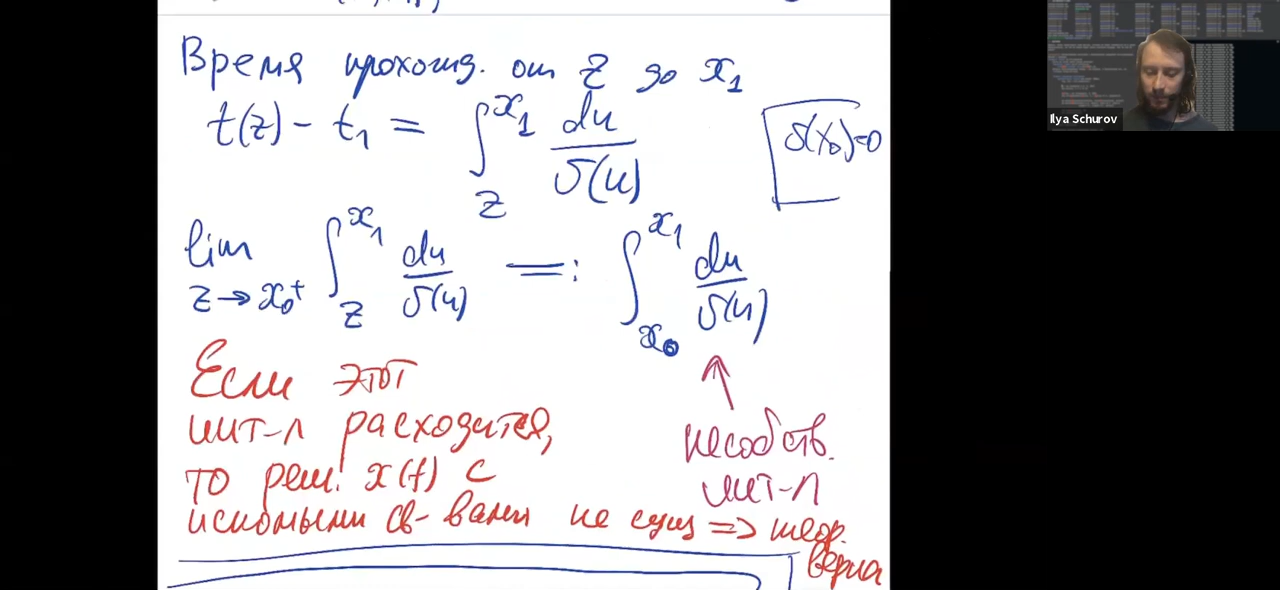 Время прохожд. от z до x₁
t(z) - t₁ = ∫_z^{x₁} du/v(u)
v(x₀)=0
lim_{z→x₀⁺} ∫_z^{x₁} du/v(u) =: ∫_{x₀}^{x₁} du/v(u)
Если этот
инт-л расходится,
то реш. x(t) с
искомыми св-вами не сущ => теор.
верна
несобств.
инт-л
Ilya Schurov